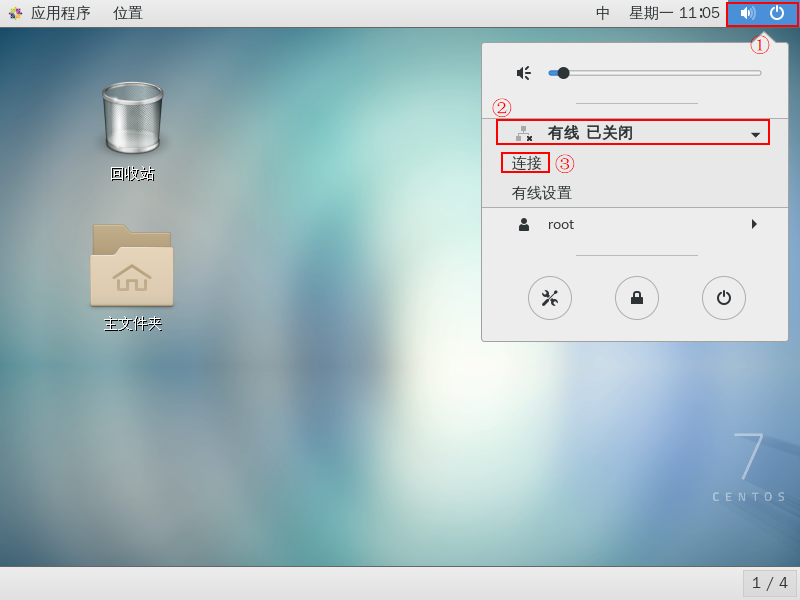 应用程序 位置 中 星期一 11:05
①
②
有线 已关闭
连接 ③
有线设置
root
回收站
主文件夹
7
CENTOS
1 / 4